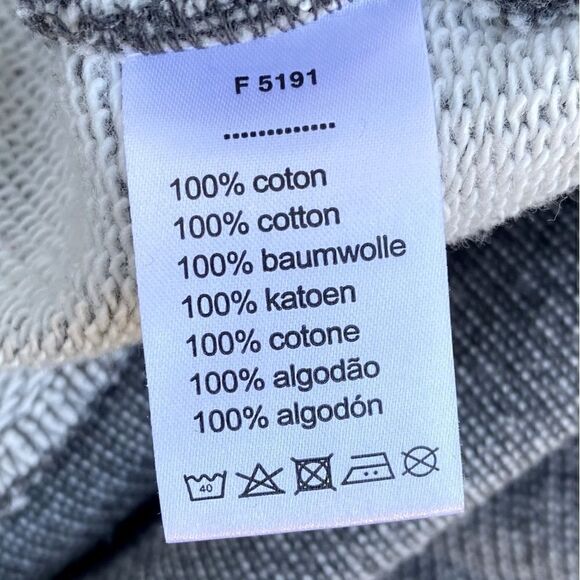 F 5191
..............
100% coton
100% cotton
100% baumwolle
100% katoen
100% cotone
100% algodão
100% algodón
40